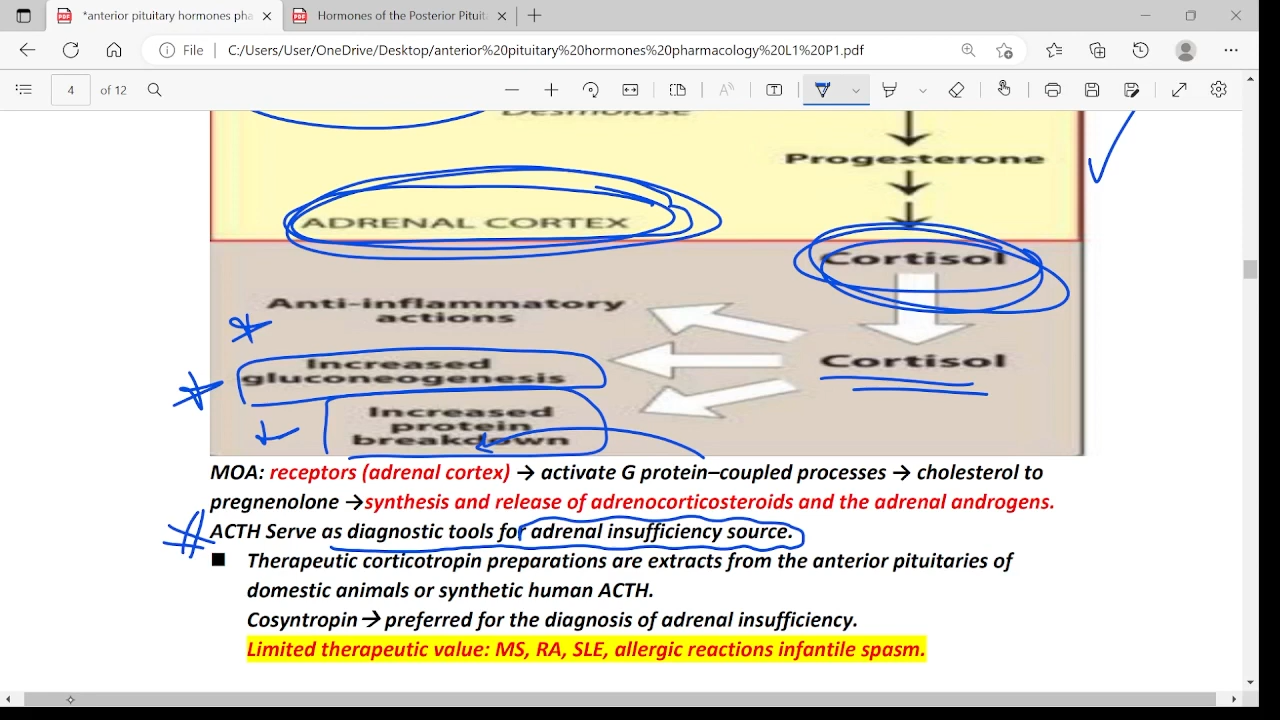 *anterior pituitary hormones pha
Hormones of the Posterior Pituit
File
C:/Users/User/OneDrive/Desktop/anterior%20pituitary%20hormones%20pharmacology%20L1%20P1.pdf
4
of 12
Desmolase
Progesterone
ADRENAL CORTEX
Cortisol
Anti-inflammatory
actions
Increased
gluconeogenesis
Cortisol
Increased
protein
breakdown
MOA: receptors (adrenal cortex) → activate G protein–coupled processes → cholesterol to
pregnenolone →synthesis and release of adrenocorticosteroids and the adrenal androgens.
ACTH Serve as diagnostic tools for adrenal insufficiency source.
■ Therapeutic corticotropin preparations are extracts from the anterior pituitaries of
domestic animals or synthetic human ACTH.
Cosyntropin→preferred for the diagnosis of adrenal insufficiency.
Limited therapeutic value: MS, RA, SLE, allergic reactions infantile spasm.